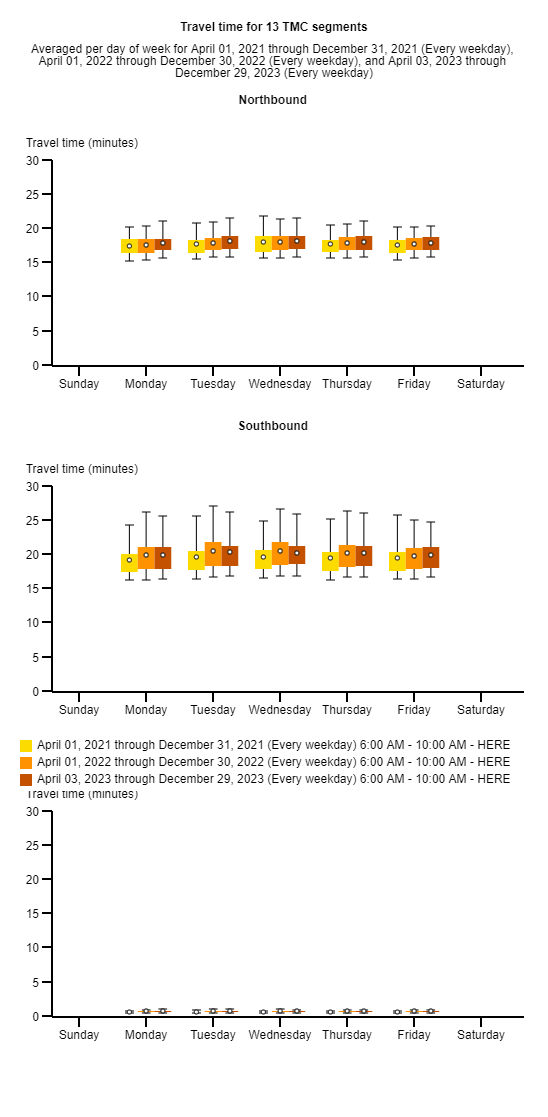 Travel time for 13 TMC segments
Averaged per day of week for April 01, 2021 through December 31, 2021 (Every weekday),
April 01, 2022 through December 30, 2022 (Every weekday), and April 03, 2023 through
December 29, 2023 (Every weekday)
Northbound
Travel time (minutes)
30
25
20
15
10
5
0
Sunday Monday Tuesday Wednesday Thursday Friday Saturday
Southbound
Travel time (minutes)
30
25
20
15
10
5
0
Sunday Monday Tuesday Wednesday Thursday Friday Saturday
April 01, 2021 through December 31, 2021 (Every weekday) 6:00 AM - 10:00 AM - HERE
April 01, 2022 through December 30, 2022 (Every weekday) 6:00 AM - 10:00 AM - HERE
April 03, 2023 through December 29, 2023 (Every weekday) 6:00 AM - 10:00 AM - HERE
Travel time (minutes)
30
25
20
15
10
5
0
Sunday Monday Tuesday Wednesday Thursday Friday Saturday